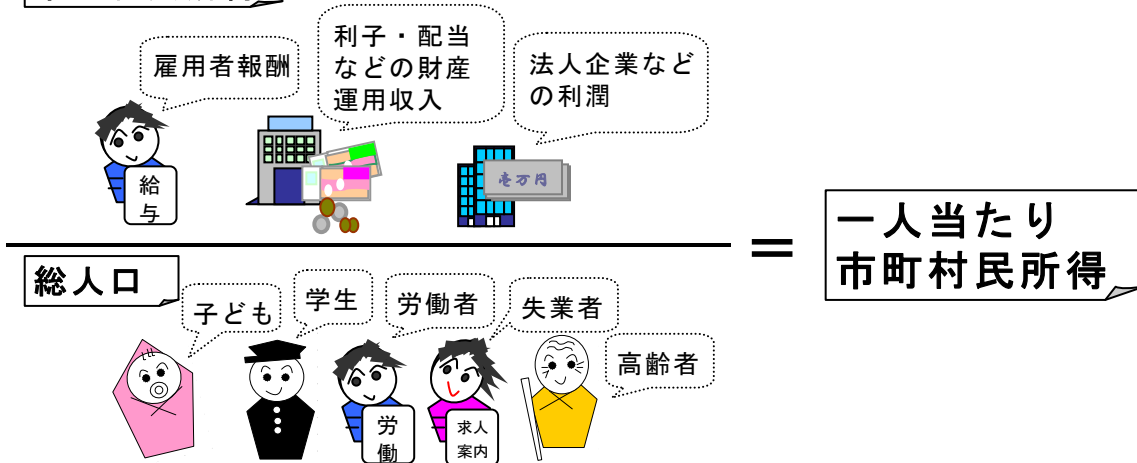 雇用者報酬
利子・配当
などの財産
運用収入
法人企業など
の利潤
給
与
壱万円
＝
一人当たり
市町村民所得
総人口
子ども
学生
労働者
失業者
高齢者
労
働
求人
案内